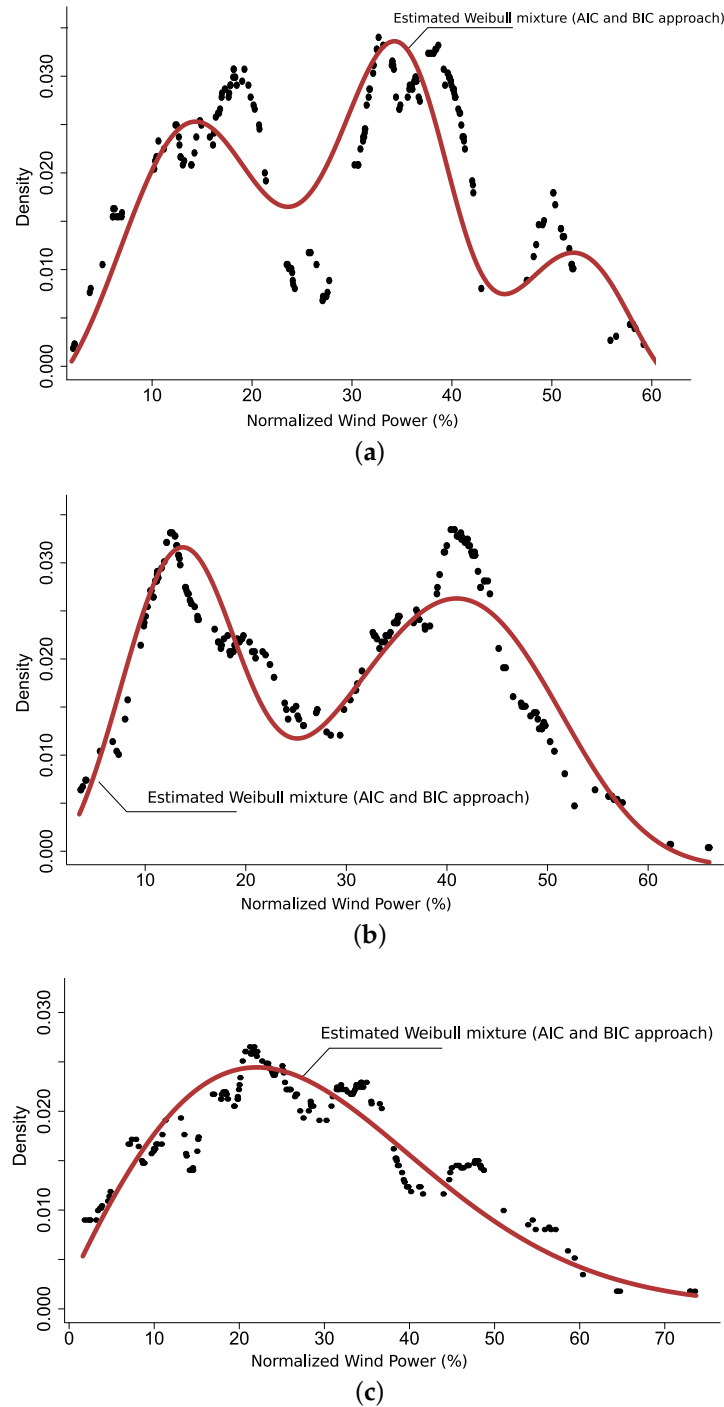 Estimated Weibull mixture (AIC and BIC approach)
Density
0.030
0.020
0.010
0.000
10 20 30 40 50 60
Normalized Wind Power (%)
(a)
Density
0.030
0.020
0.010
0.000
Estimated Weibull mixture (AIC and BIC approach)
10 20 30 40 50 60
Normalized Wind Power (%)
(b)
Estimated Weibull mixture (AIC and BIC approach)
Density
0.030
0.020
0.010
0.000
0 10 20 30 40 50 60 70
Normalized Wind Power (%)
(c)